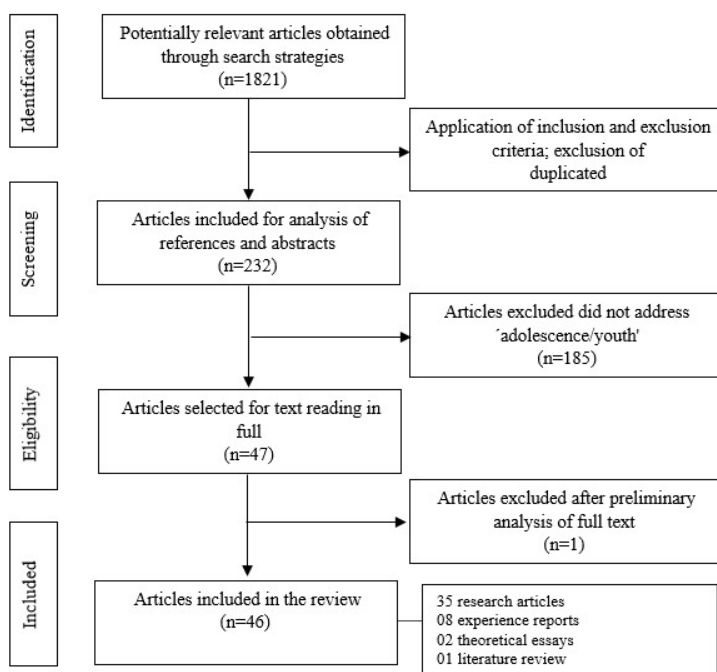 Identification
Potentially relevant articles obtained
through search strategies
(n=1821)
Application of inclusion and exclusion
criteria; exclusion of
duplicated
Screening
Articles included for analysis of
references and abstracts
(n=232)
Articles excluded did not address
´adolescence/youth'
(n=185)
Eligibility
Articles selected for text reading in
full
(n=47)
Articles excluded after preliminary
analysis of full text
(n=1)
Included
Articles included in the review
(n=46)
35 research articles
08 experience reports
02 theoretical essays
01 literature review